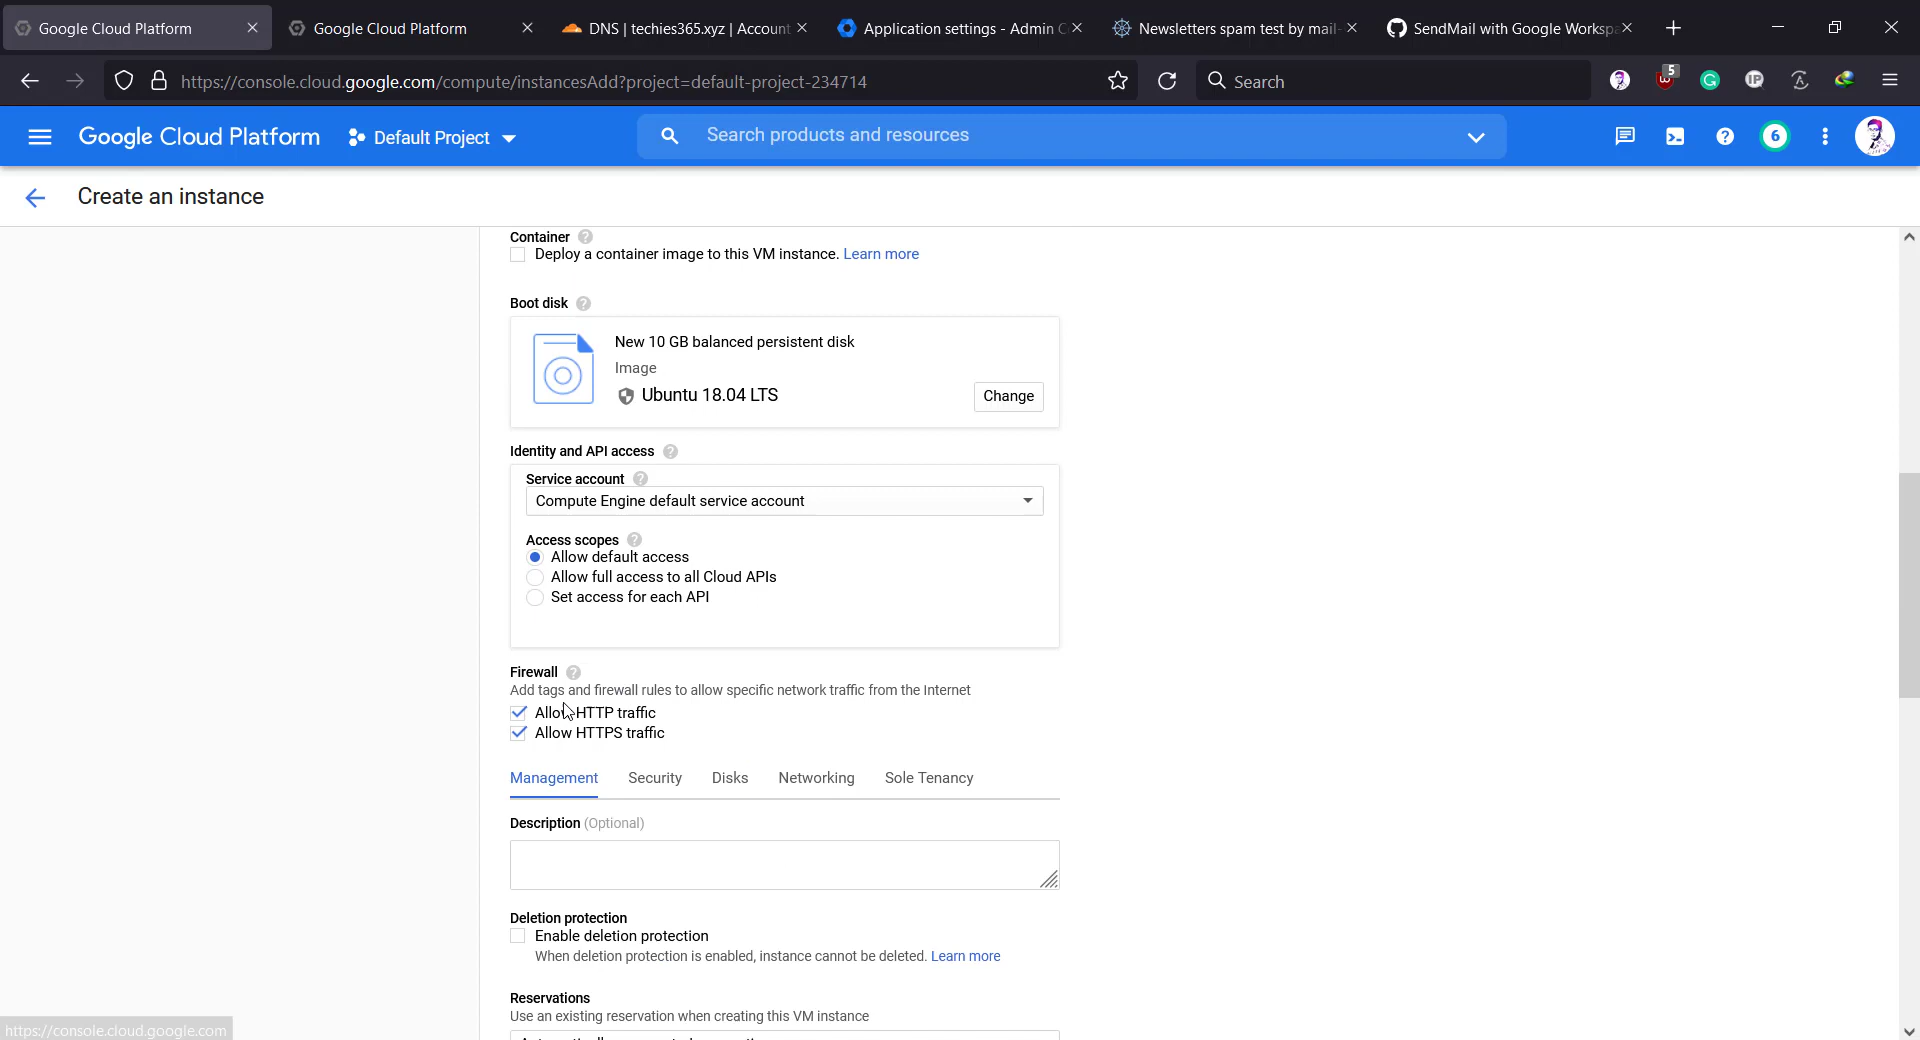 Google Cloud Platform
Google Cloud Platform
DNS | techies365.xyz | Account
Application settings - Admin C
Newsletters spam test by mail-
SendMail with Google Workspa
https://console.cloud.google.com/compute/instancesAdd?project=default-project-234714
Search
5
IP
Google Cloud Platform
Default Project
Search products and resources
6
Create an instance
Container
Deploy a container image to this VM instance. Learn more
Boot disk
New 10 GB balanced persistent disk
Image
Ubuntu 18.04 LTS
Change
Identity and API access
Service account
Compute Engine default service account
Access scopes
Allow default access
Allow full access to all Cloud APIs
Set access for each API
Firewall
Add tags and firewall rules to allow specific network traffic from the Internet
Allow HTTP traffic
Allow HTTPS traffic
Management Security Disks Networking Sole Tenancy
Description (Optional)
Deletion protection
Enable deletion protection
When deletion protection is enabled, instance cannot be deleted. Learn more
Reservations
Use an existing reservation when creating this VM instance
https://console.cloud.google.com